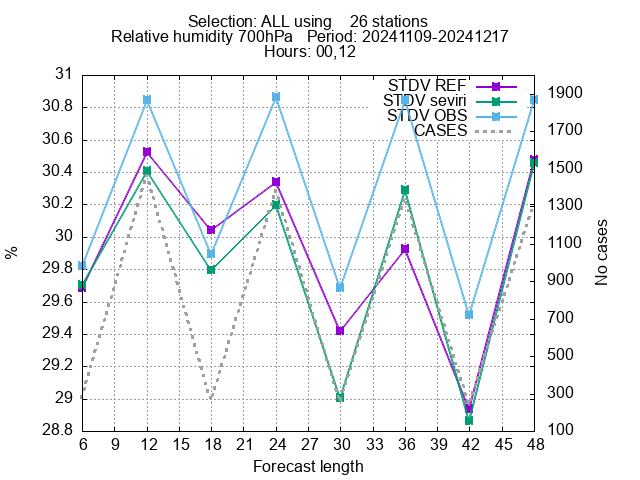 Selection: ALL using    26 stations
Relative humidity 700hPa   Period: 20241109-20241217
Hours: 00,12
STDV REF
STDV seviri
STDV OBS
CASES
31
30.8
30.6
30.4
30.2
30
29.8
29.6
29.4
29.2
29
28.8
%
1900
1700
1500
1300
1100
900
700
500
300
100
No cases
6 9 12 15 18 21 24 27 30 33 36 39 42 45 48
Forecast length